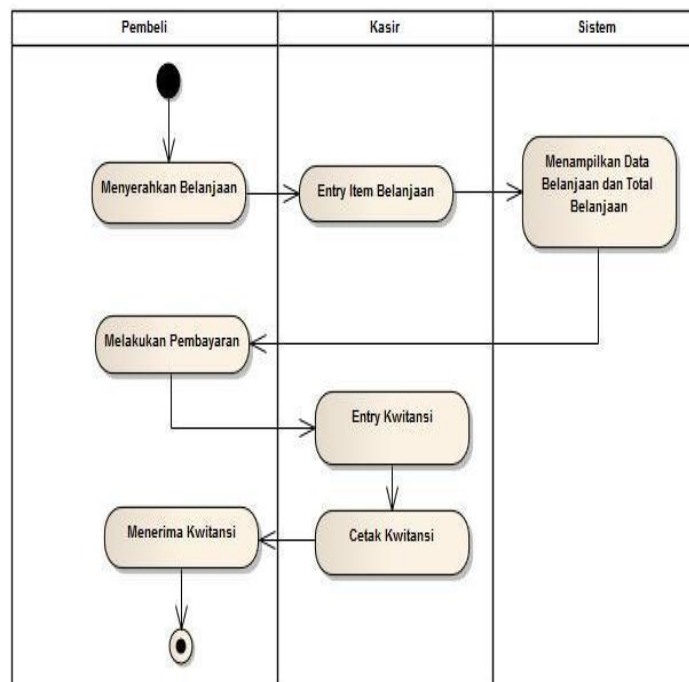 Pembeli
Kasir
Sistem
Menyerahkan Belanjaan
Entry Item Belanjaan
Menampilkan Data
Belanjaan dan Total
Belanjaan
Melakukan Pembayaran
Entry Kwitansi
Menerima Kwitansi
Cetak Kwitansi